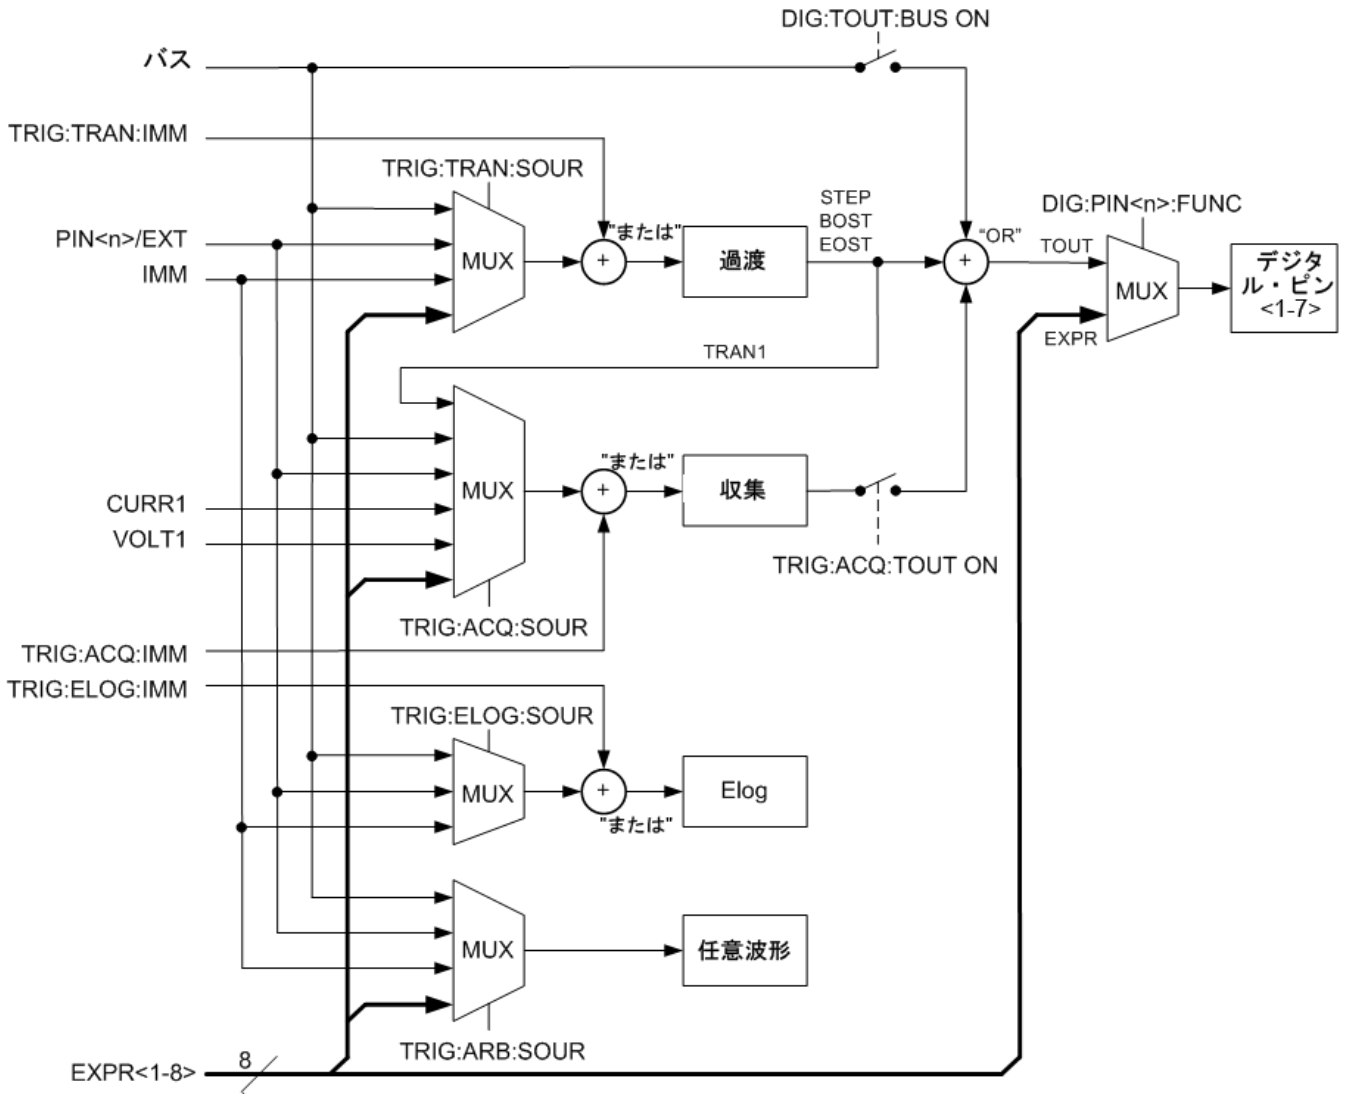 DIG:TOUT:BUS ON
バス
TRIG:TRAN:IMM
TRIG:TRAN:SOUR
STEP
BOST
EOST
DIG:PIN<n>:FUNC
PIN<n>/EXT
"または"
"OR"
TOUT
IMM
MUX
+
過渡
+
MUX
デジタ
ル・ピン
<1-7>
EXPR
TRAN1
"または"
CURR1
MUX
+
収集
VOLT1
TRIG:ACQ:TOUT ON
TRIG:ACQ:SOUR
TRIG:ACQ:IMM
TRIG:ELOG:IMM
TRIG:ELOG:SOUR
MUX
+
Elog
"または"
MUX
任意波形
TRIG:ARB:SOUR
8
EXPR<1-8>